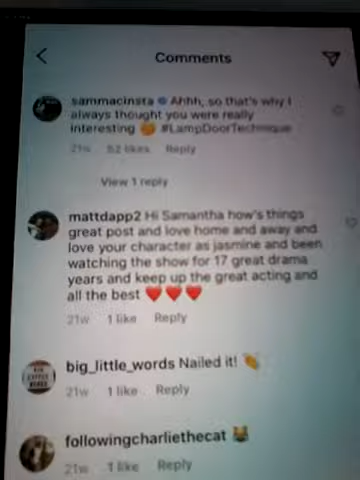 Comments
sammacinsta Ahhh, so that's why I
always thought you were really
interesting 😏 #LampDoorTechnique
21w 52 likes Reply
View 1 reply
mattdapp2 Hi Samantha how's things
great post and love home and away and
love your character as jasmine and been
watching the show for 17 great drama
years and keep up the great acting and
all the best ❤️❤️❤️
21w 1 like Reply
big_little_words Nailed it! 👏
21w 1 like Reply
followingcharliethecat 😹
21w 1 like Reply